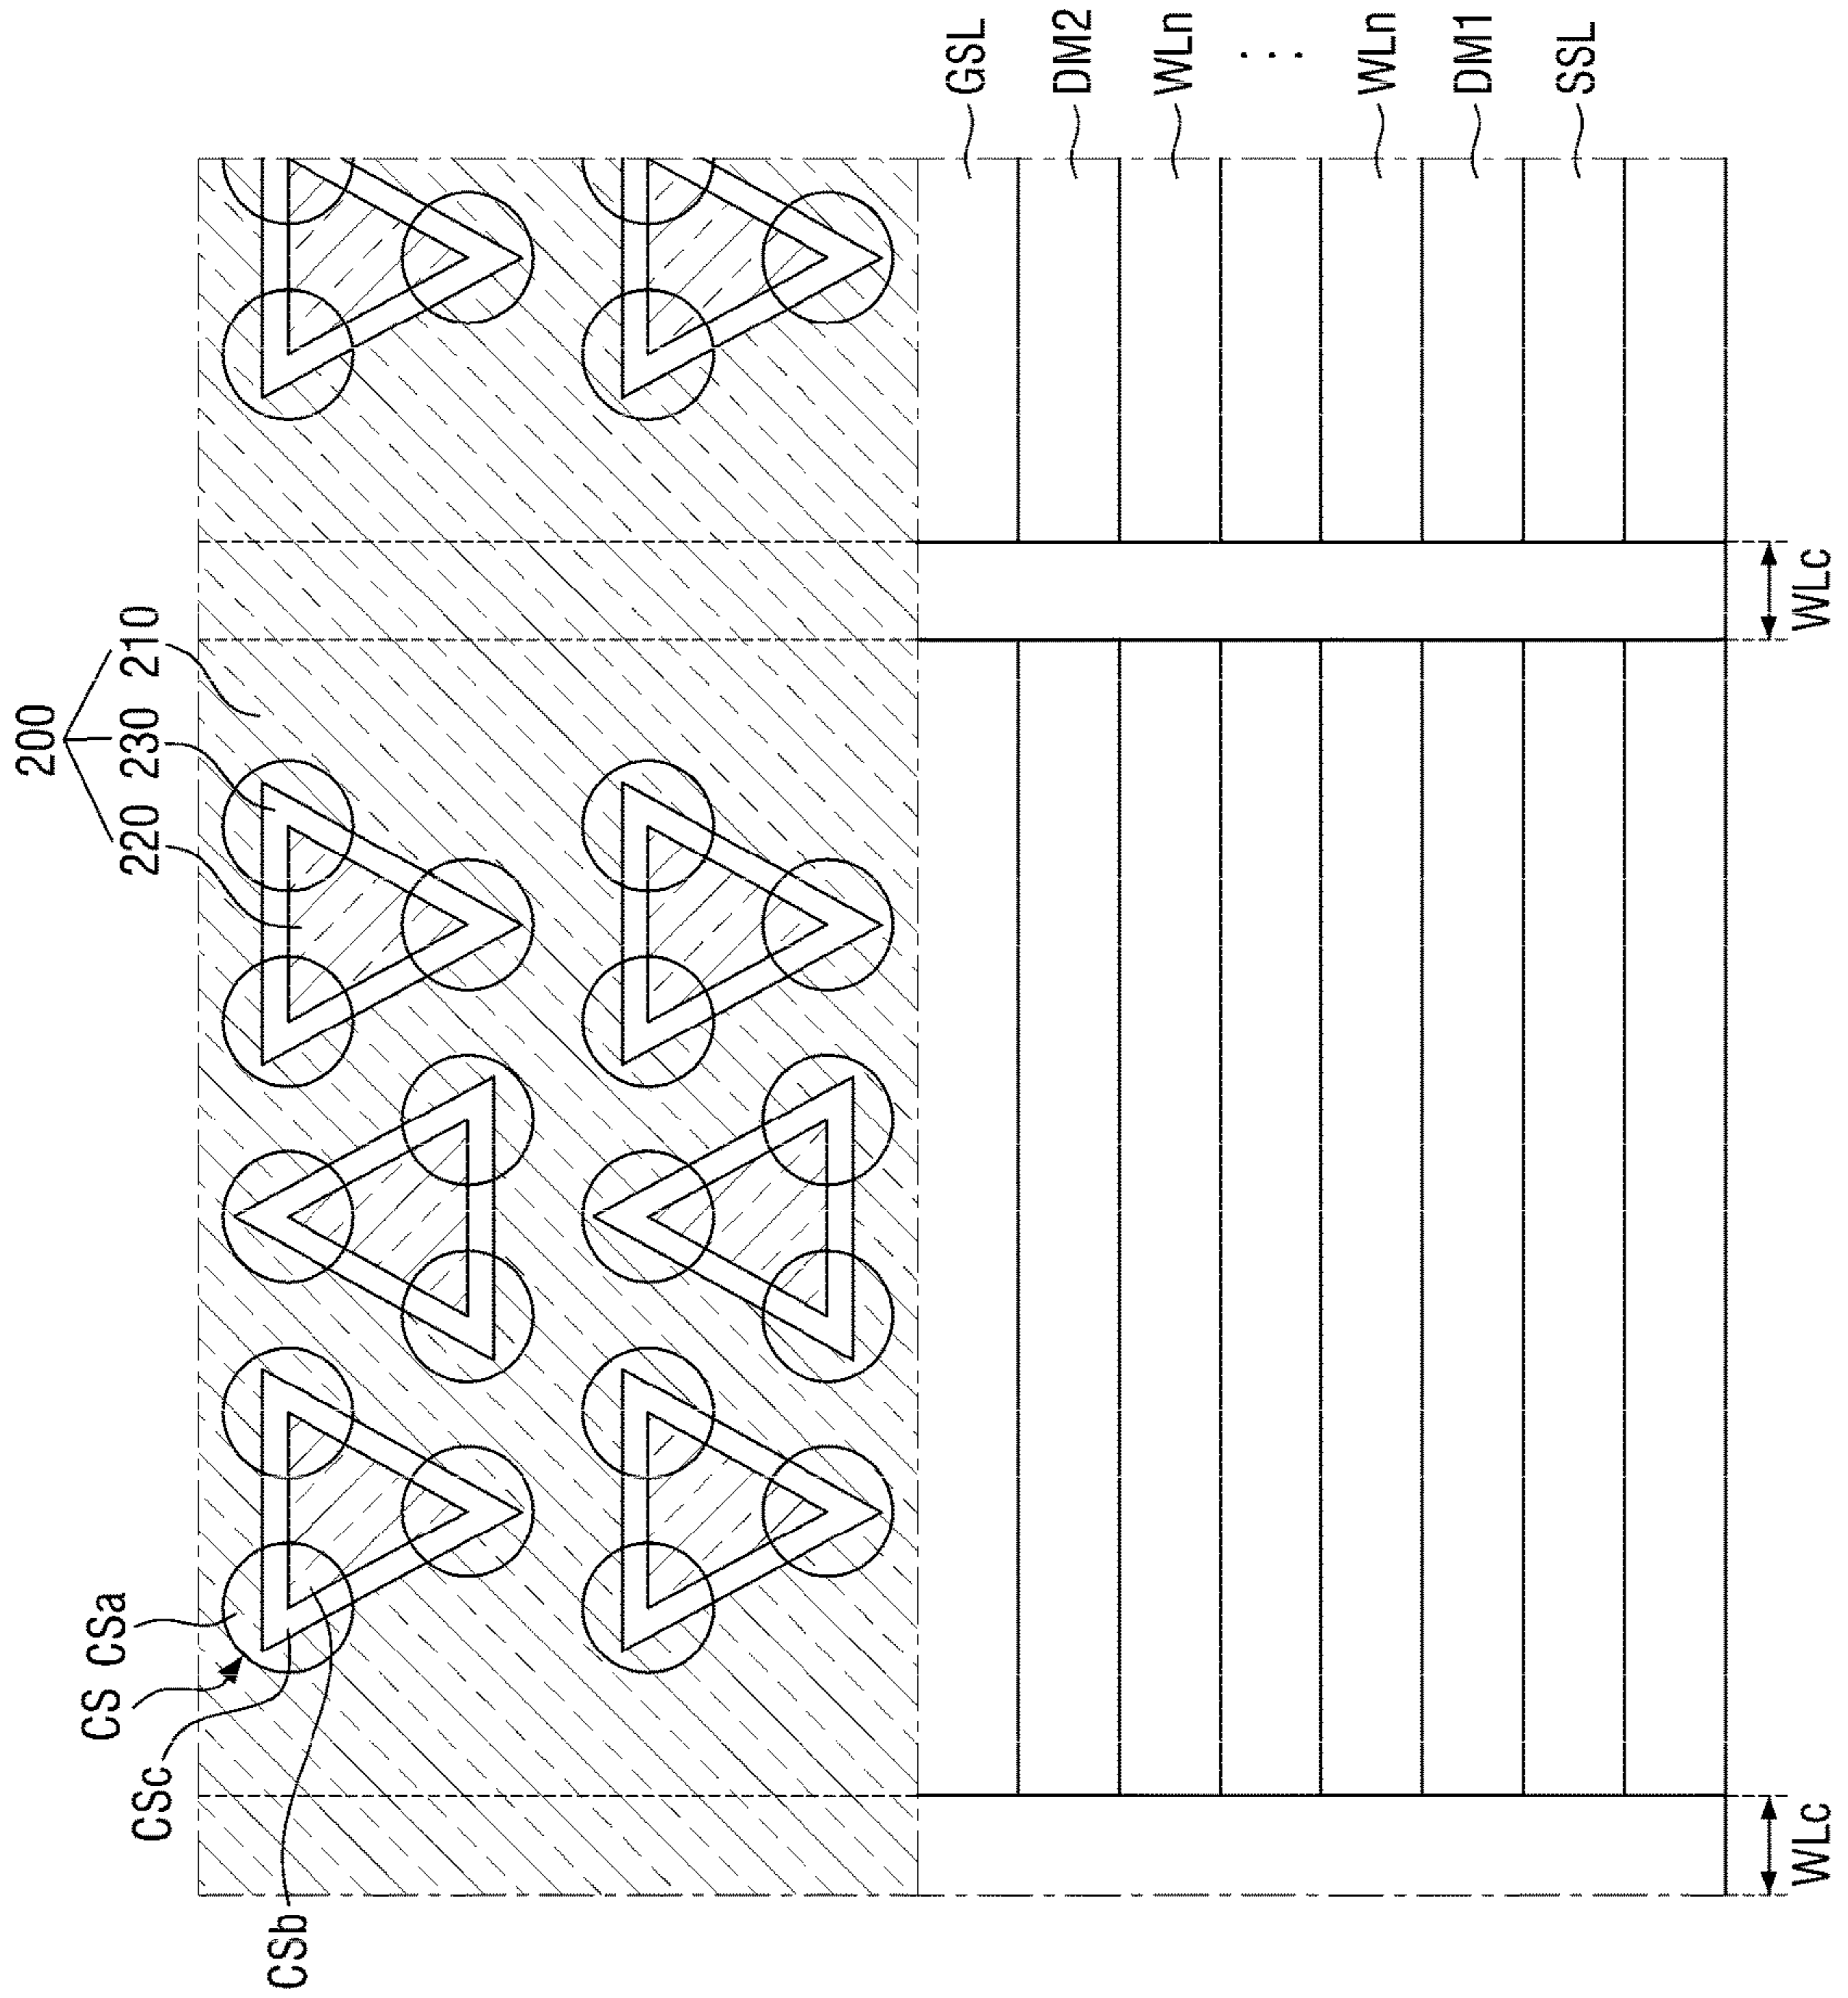 200
220 230 210
CSb
CSc
CS
CSa
GSL
DM2
WLn
...
WLn
DM1
SSL
WLc
WLc